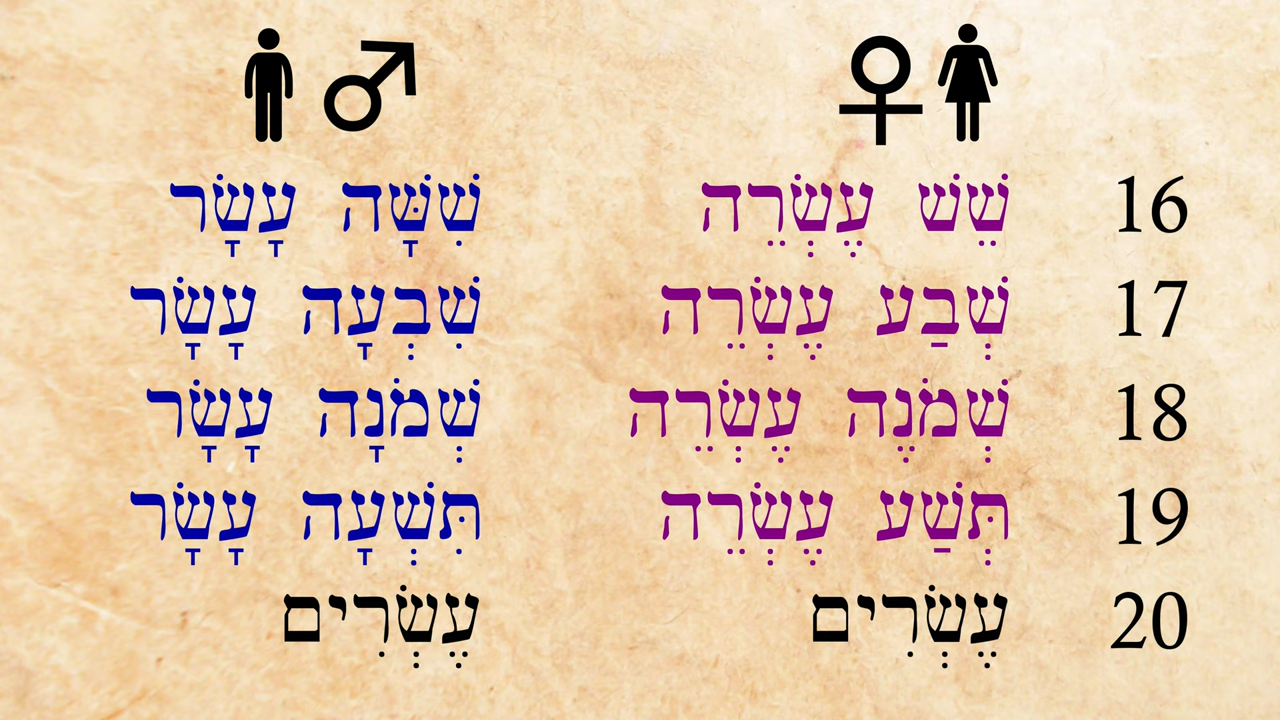 16 שֵׁשׁ עֶשְׂרֵה שִׁשָּׁה עָשָׂר
17 שְׁבַע עֶשְׂרֵה שִׁבְעָה עָשָׂר
18 שְׁמֹנֶה עֶשְׂרֵה שְׁמֹנָה עָשָׂר
19 תְּשַׁע עֶשְׂרֵה תִּשְׁעָה עָשָׂר
20 עֶשְׂרִים עֶשְׂרִים